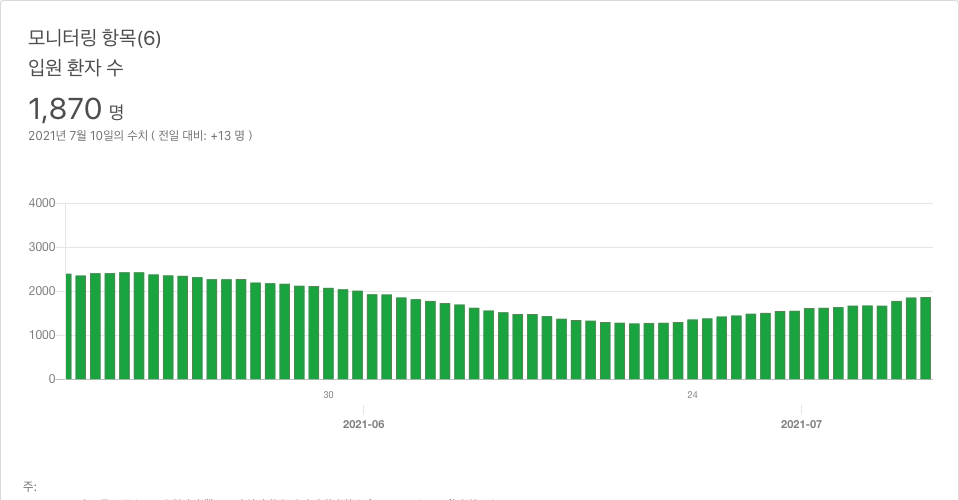 모니터링 항목(6)
입원 환자 수
1,870 명
2021년 7월 10일의 수치 ( 전일 대비: +13 명 )
4000
3000
2000
1000
0
30
24
2021-06
2021-07
주: